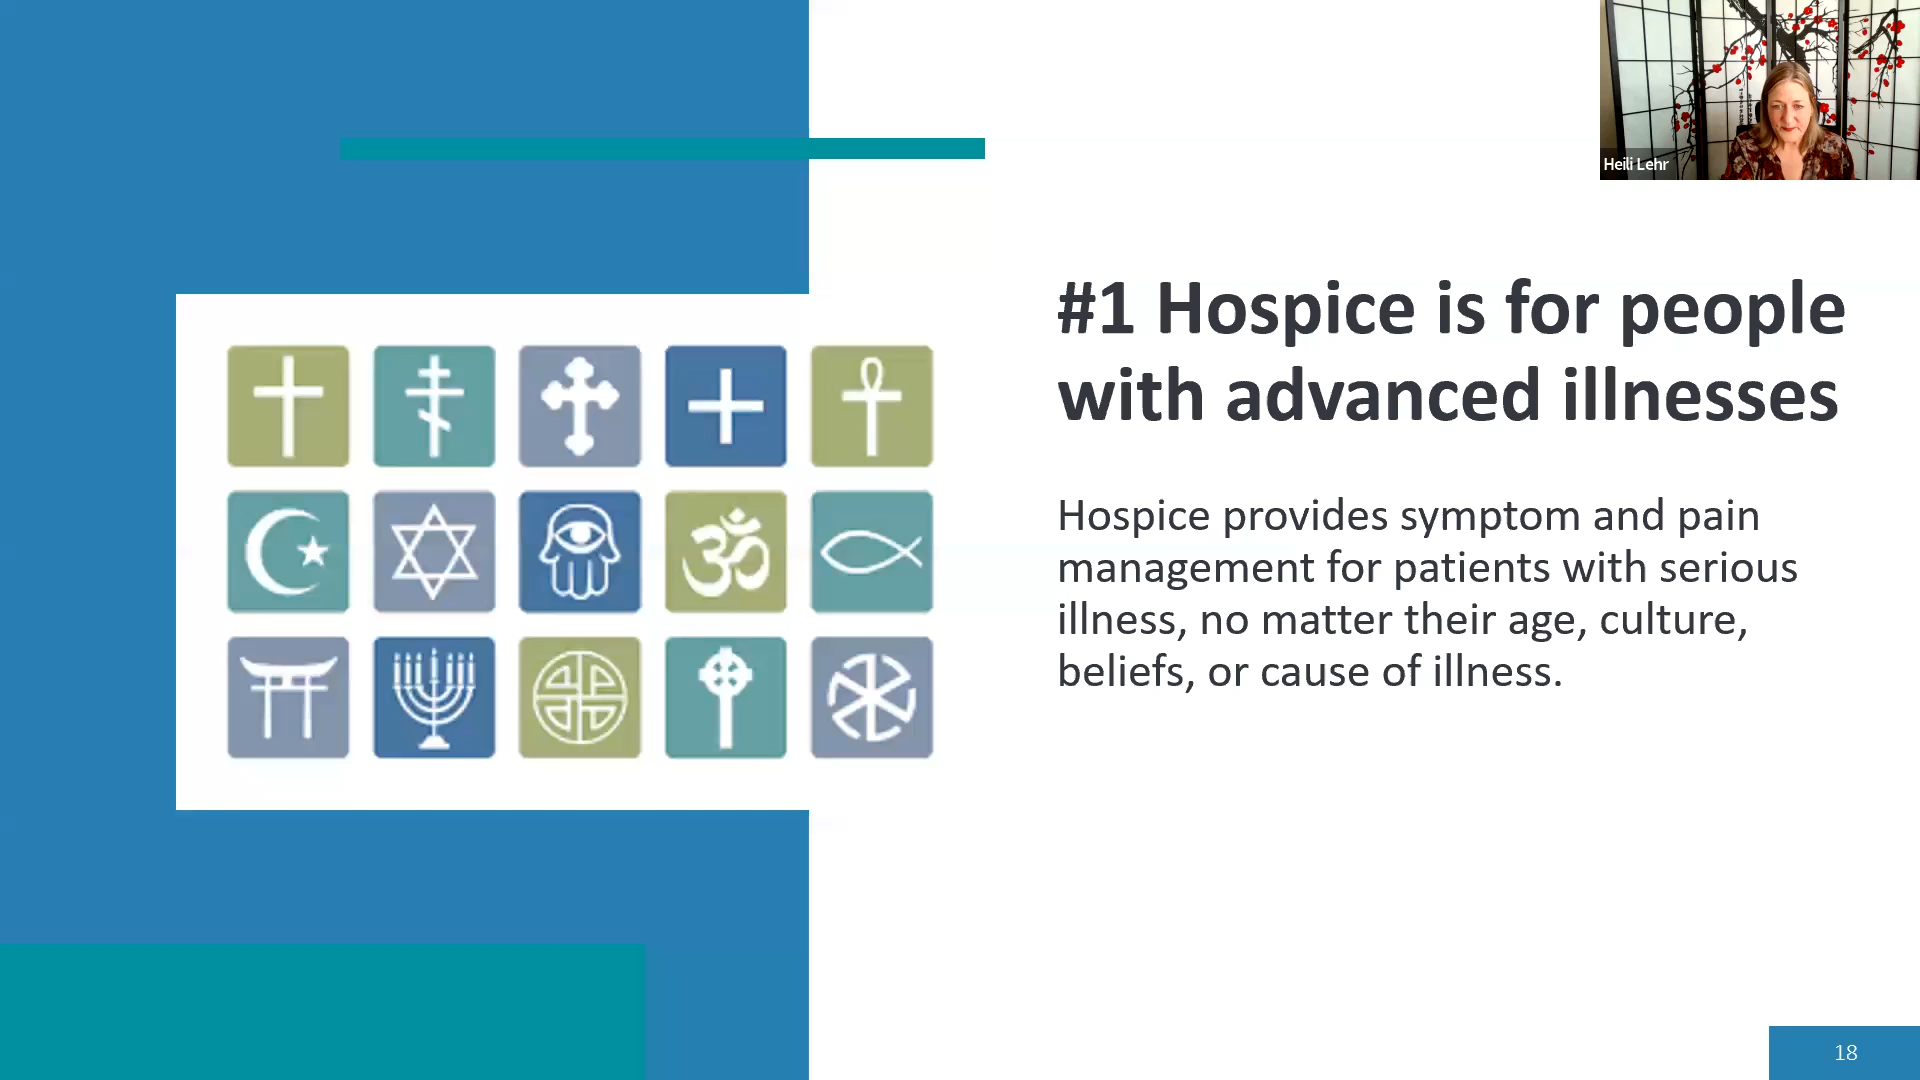 Heili Lehr
#1 Hospice is for people
with advanced illnesses
Hospice provides symptom and pain
management for patients with serious
illness, no matter their age, culture,
beliefs, or cause of illness.
18